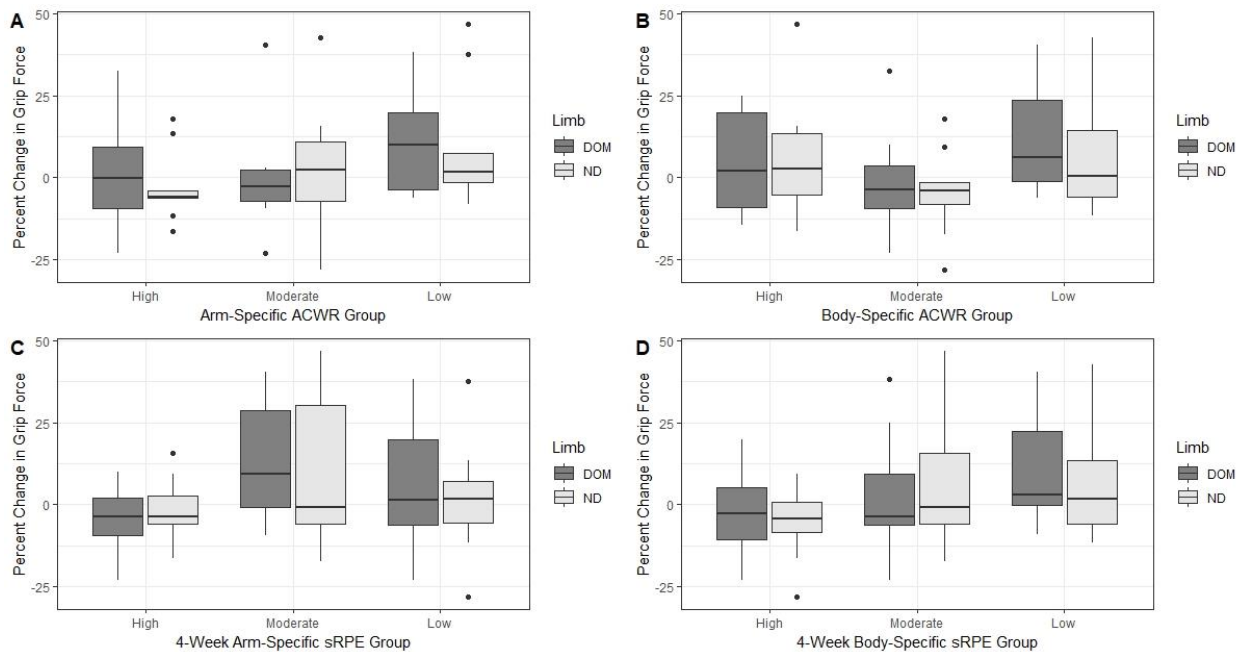 A
Percent Change in Grip Force
50
25
0
-25
High
Moderate
Low
Arm-Specific ACWR Group
Limb
DOM
ND
B
Percent Change in Grip Force
50
25
0
-25
High
Moderate
Low
Body-Specific ACWR Group
Limb
DOM
ND
C
Percent Change in Grip Force
50
25
0
-25
High
Moderate
Low
4-Week Arm-Specific sRPE Group
Limb
DOM
ND
D
Percent Change in Grip Force
50
25
0
-25
High
Moderate
Low
4-Week Body-Specific sRPE Group
Limb
DOM
ND